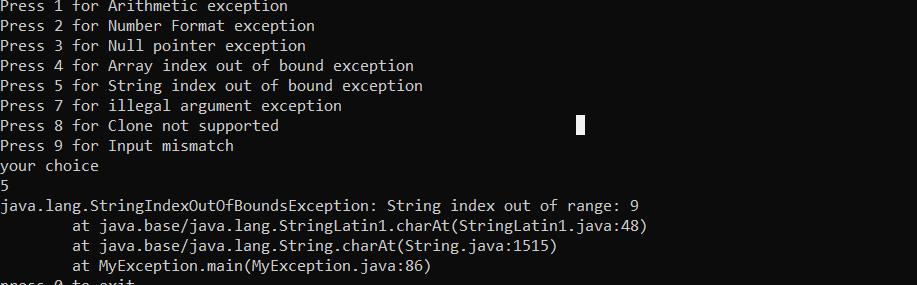 Press 1 for Arithmetic exception
Press 2 for Number Format exception
Press 3 for Null pointer exception
Press 4 for Array index out of bound exception
Press 5 for String index out of bound exception
Press 7 for illegal argument exception
Press 8 for Clone not supported
Press 9 for Input mismatch
your choice
5
java.lang.StringIndexOutOfBoundsException: String index out of range: 9
        at java.base/java.lang.StringLatin1.charAt(StringLatin1.java:48)
        at java.base/java.lang.String.charAt(String.java:1515)
        at MyException.main(MyException.java:86)
press 0 to exit